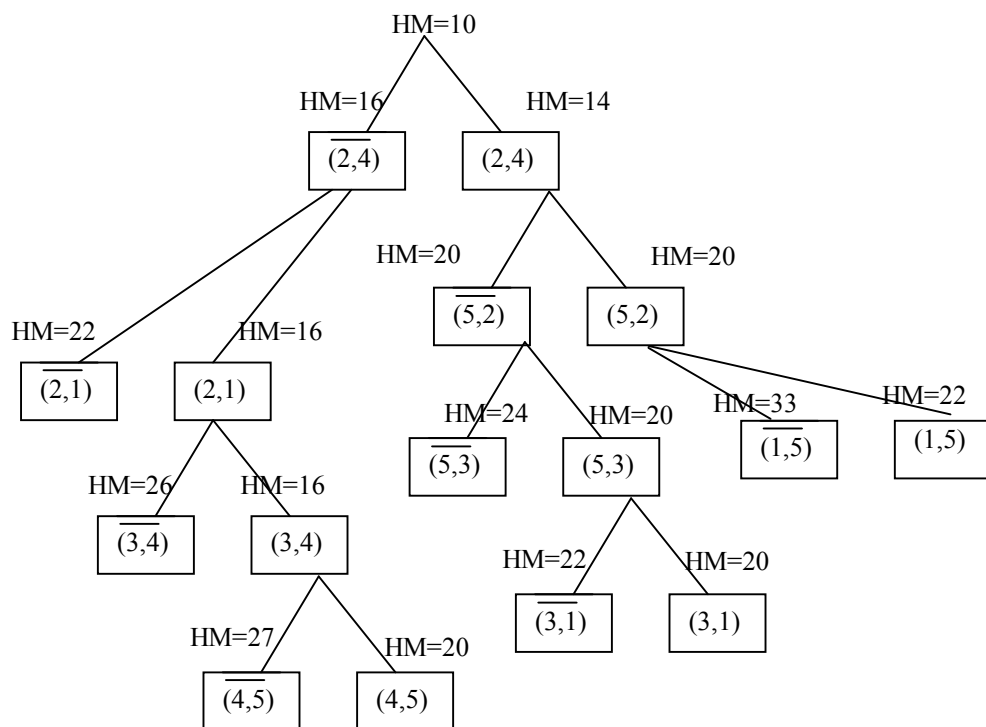 HM=10
HM=16 HM=14
(2,4) (2,4)
HM=20 HM=20
(5,2) (5,2)
HM=22 HM=16
(2,1) (2,1)
HM=24 HM=20 HM=33 HM=22
(5,3) (5,3) (1,5) (1,5)
HM=26 HM=16
(3,4) (3,4)
HM=22 HM=20
(3,1) (3,1)
HM=27 HM=20
(4,5) (4,5)